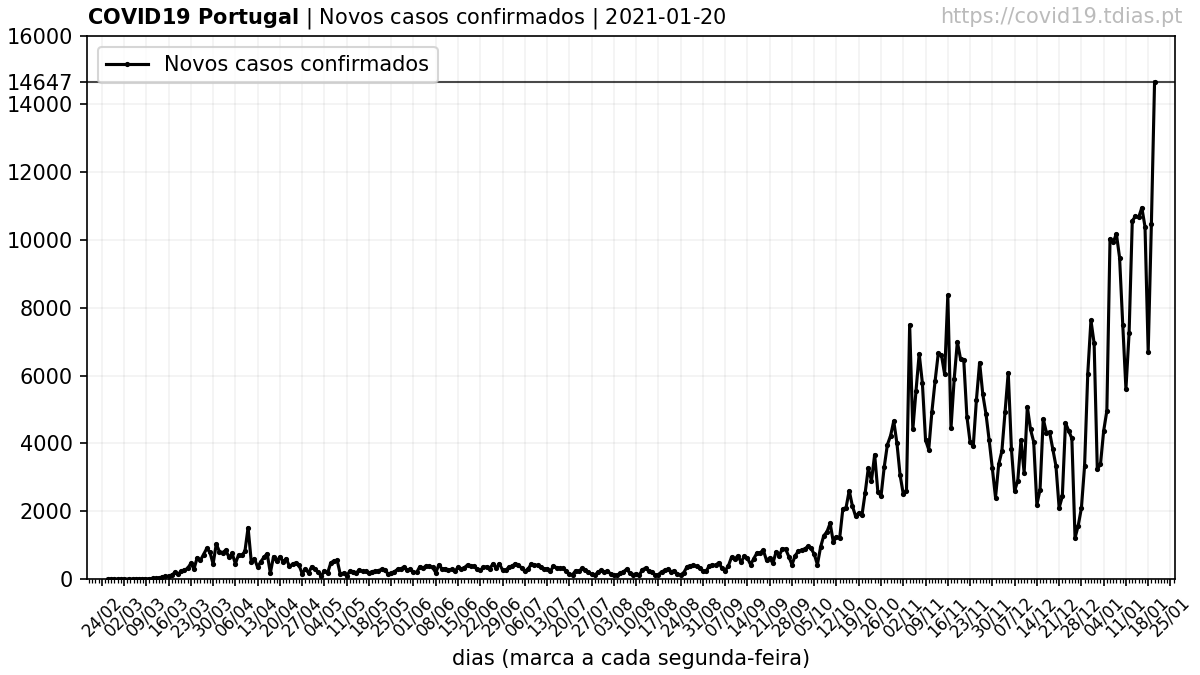 COVID19 Portugal | Novos casos confirmados | 2021-01-20
https://covid19.tdias.pt
16000
14647
14000
12000
10000
8000
6000
4000
2000
0
Novos casos confirmados
24/02 02/03 09/03 16/03 23/03 30/03 06/04 13/04 20/04 27/04 04/05 11/05 18/05 25/05 01/06 08/06 15/06 22/06 29/06 06/07 13/07 20/07 27/07 03/08 10/08 17/08 24/08 31/08 07/09 14/09 21/09 28/09 05/10 12/10 19/10 26/10 02/11 09/11 16/11 23/11 30/11 07/12 14/12 21/12 28/12 04/01 11/01 18/01 25/01
dias (marca a cada segunda-feira)